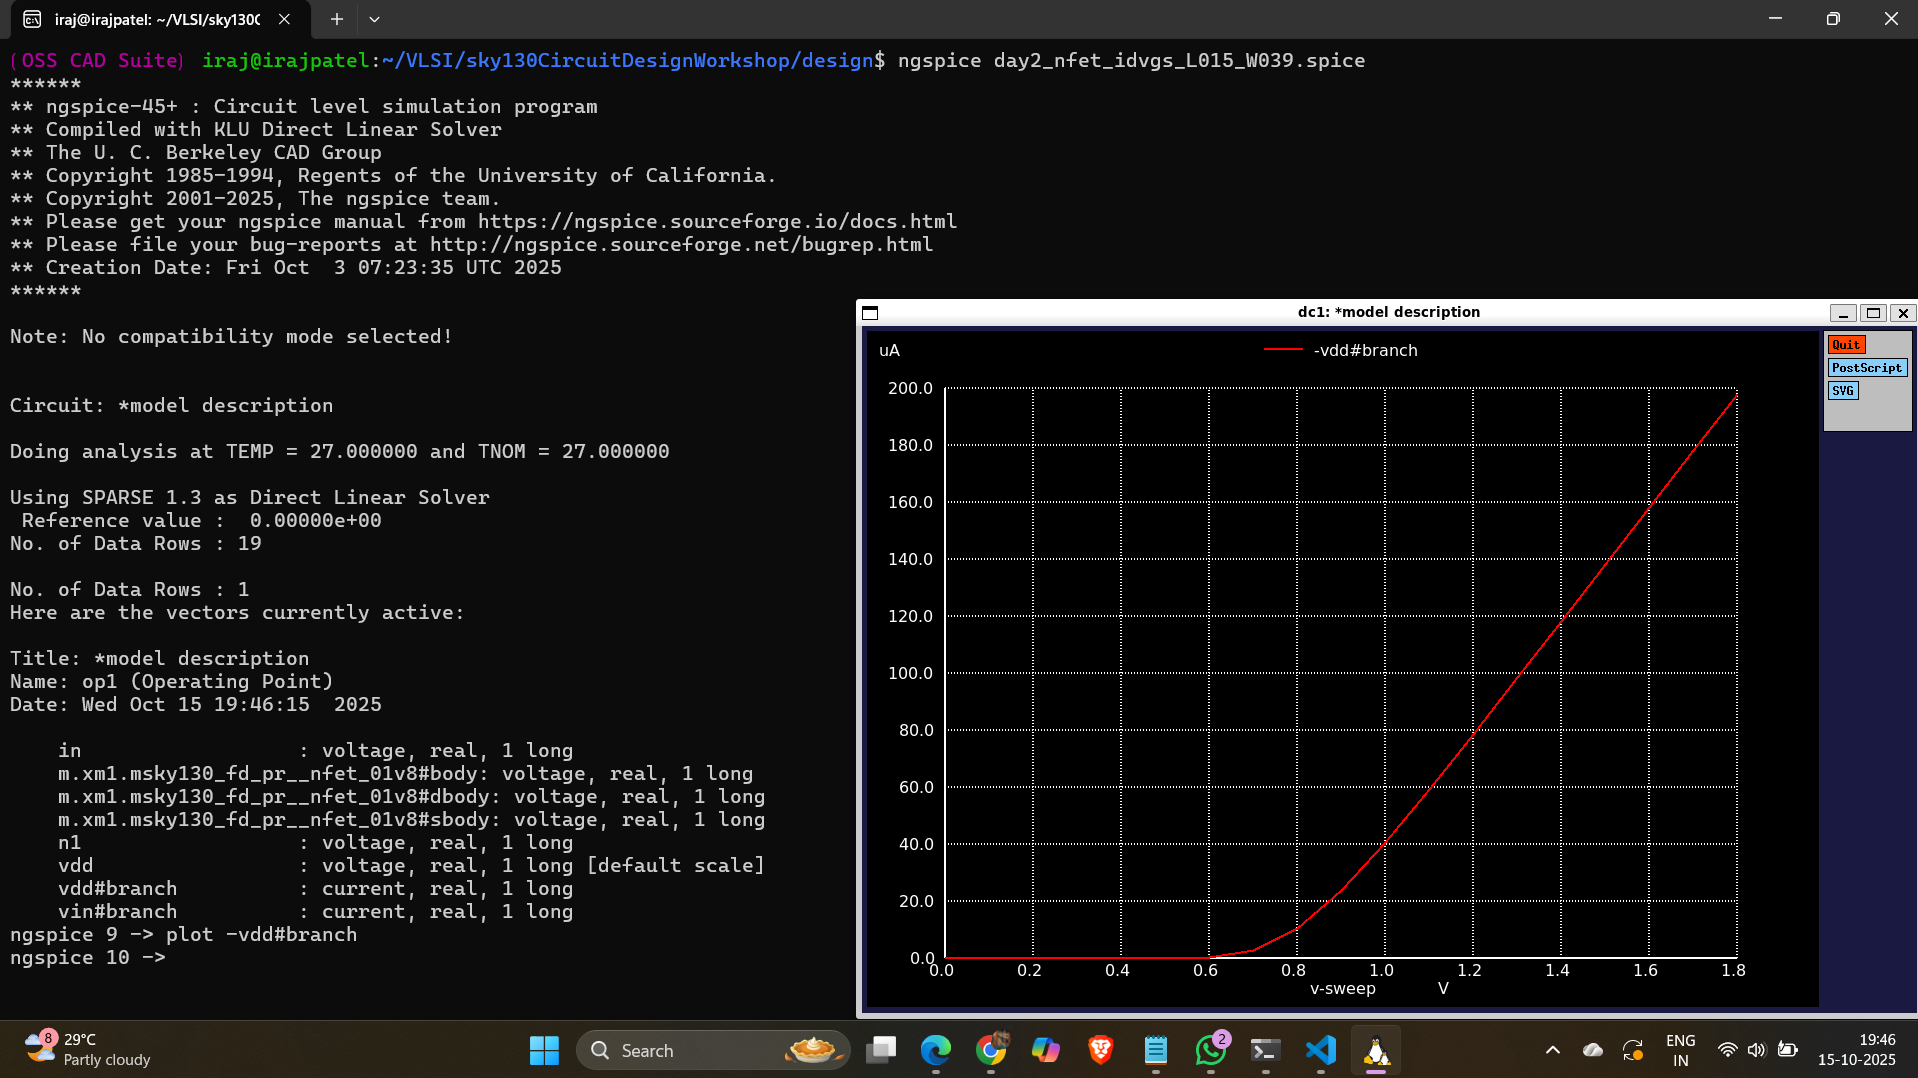 iraj@irajpatel: ~/VLSI/sky130C
(OSS CAD Suite) iraj@irajpatel:~/VLSI/sky130CircuitDesignWorkshop/design$ ngspice day2_nfet_idvgs_L015_W039.spice
******
** ngspice-45+ : Circuit level simulation program
** Compiled with KLU Direct Linear Solver
** The U. C. Berkeley CAD Group
** Copyright 1985-1994, Regents of the University of California.
** Copyright 2001-2025, The ngspice team.
** Please get your ngspice manual from https://ngspice.sourceforge.io/docs.html
** Please file your bug-reports at http://ngspice.sourceforge.net/bugrep.html
** Creation Date: Fri Oct  3 07:23:35 UTC 2025
******
Note: No compatibility mode selected!
Circuit: *model description
Doing analysis at TEMP = 27.000000 and TNOM = 27.000000
Using SPARSE 1.3 as Direct Linear Solver
Reference value :  0.00000e+00
No. of Data Rows : 19
No. of Data Rows : 1
Here are the vectors currently active:
Title: *model description
Name: op1 (Operating Point)
Date: Wed Oct 15 19:46:15  2025
in : voltage, real, 1 long
m.xm1.msky130_fd_pr__nfet_01v8#body: voltage, real, 1 long
m.xm1.msky130_fd_pr__nfet_01v8#dbody: voltage, real, 1 long
m.xm1.msky130_fd_pr__nfet_01v8#sbody: voltage, real, 1 long
n1 : voltage, real, 1 long
vdd : voltage, real, 1 long [default scale]
vdd#branch : current, real, 1 long
vin#branch : current, real, 1 long
ngspice 9 -> plot -vdd#branch
ngspice 10 ->
dc1: *model description
uA
-vdd#branch
Quit
PostScript
SVG
200.0
180.0
160.0
140.0
120.0
100.0
80.0
60.0
40.0
20.0
0.0
0.0 0.2 0.4 0.6 0.8 1.0 1.2 1.4 1.6 1.8
v-sweep V
8
29°C
Partly cloudy
Search
2
ENG
IN
19:46
15-10-2025